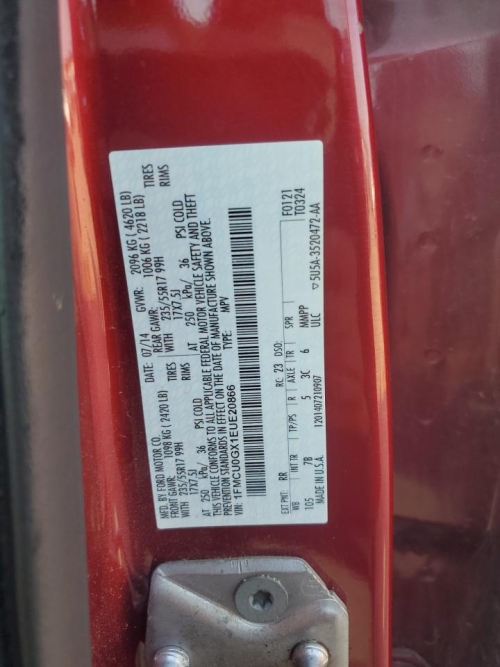 MFD. BY FORD MOTOR CO.
DATE: 07/14
GVWR: 2096 KG ( 4620 LB)
FRONT GAWR: 1098 KG (2420 LB)
REAR GAWR: 1006 KG ( 2218 LB)
WITH 235/55R17 99H TIRES
WITH 235/55R17 99H TIRES
17X7.5J RIMS
17X7.5J RIMS
AT 250 kPa/ 36 PSI COLD
AT 250 kPa/ 36 PSI COLD
THIS VEHICLE CONFORMS TO ALL APPLICABLE FEDERAL MOTOR VEHICLE SAFETY AND THEFT
PREVENTION STANDARDS IN EFFECT ON THE DATE OF MANUFACTURE SHOWN ABOVE.
VIN: 1FMCU0GX1EUE20866
TYPE: MPV
EXT PNT: RR RC: 23 DSO: F0121
WB INT TR TP/PS R AXLE TR SPR T0324
105 7B 5 3C 6 MMPP
ULC
1201407210907
MADE IN U.S.A.
5U5A-3520472-AA